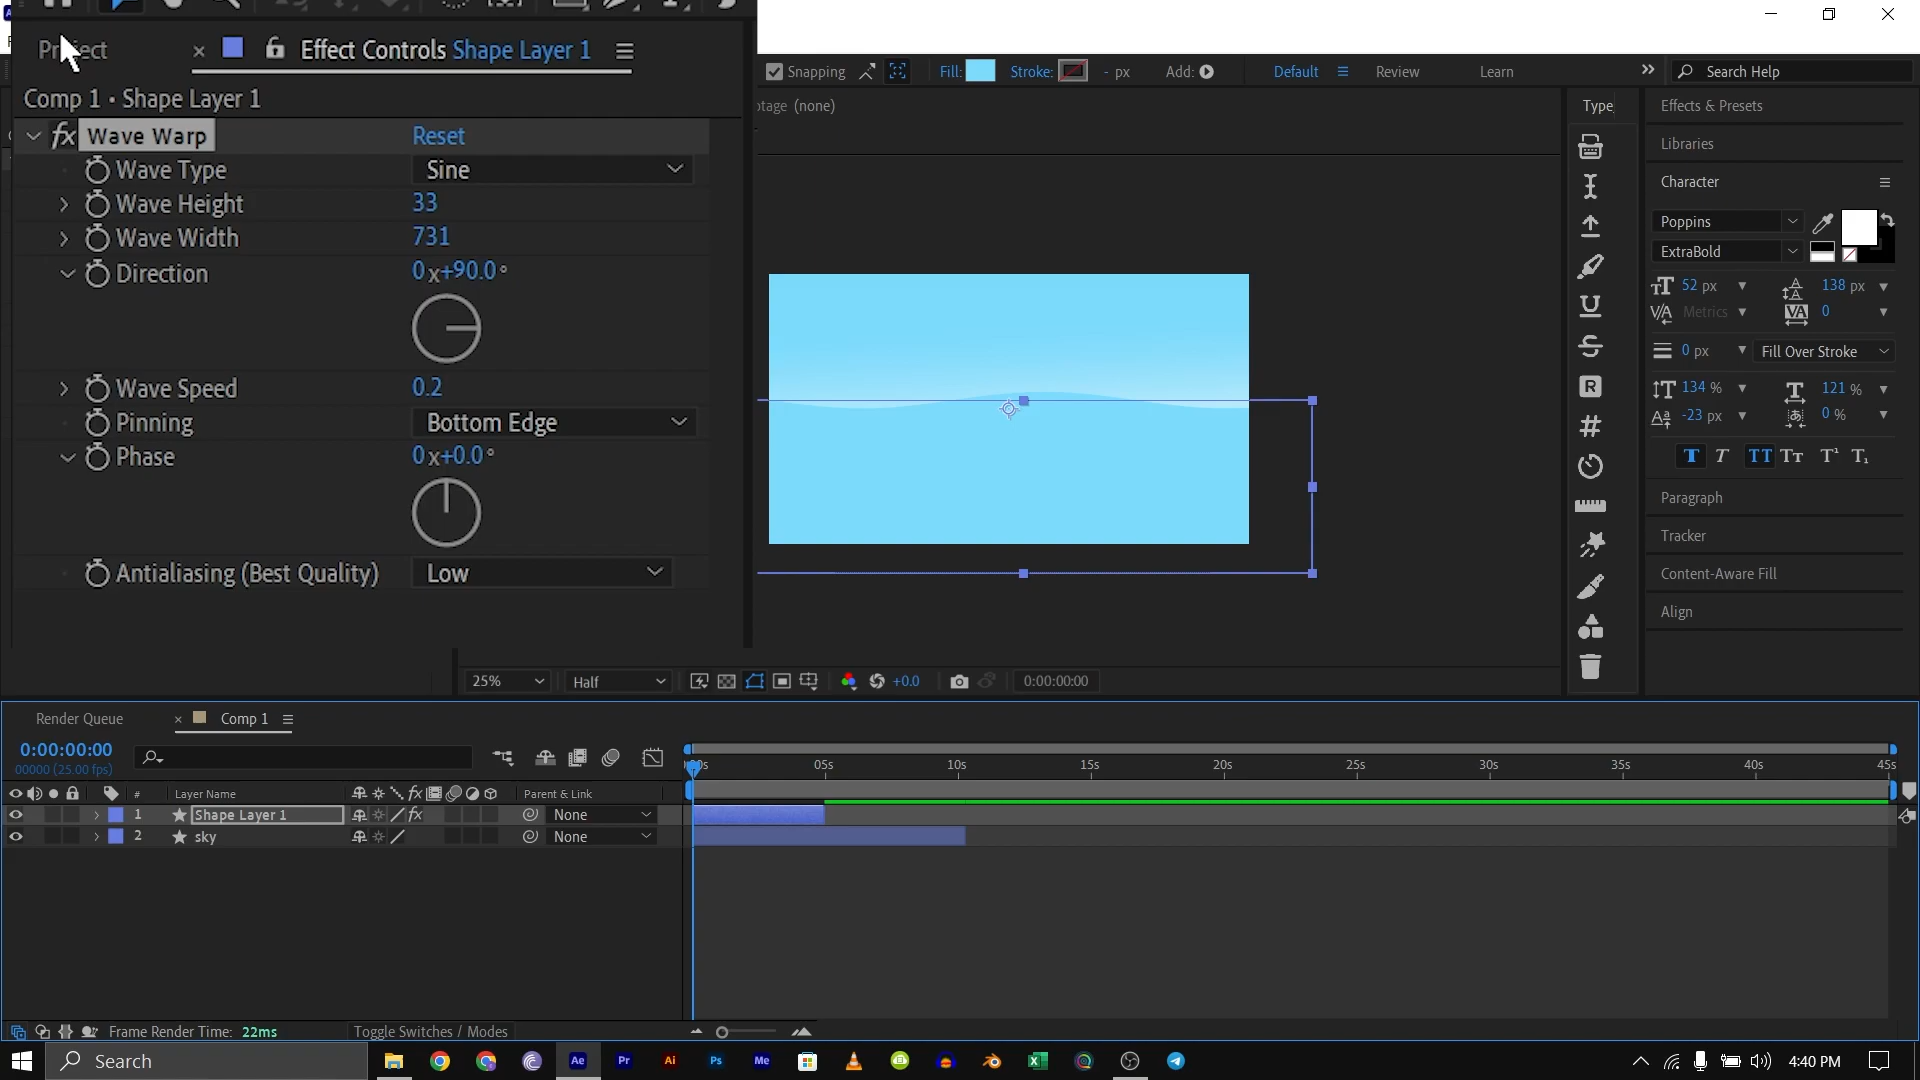 Effect Controls Shape Layer 1
Comp 1 • Shape Layer 1
fx Wave Warp Reset
Wave Type Sine
Wave Height 33
Wave Width 731
Direction 0x+90.0°
Wave Speed 0.2
Pinning Bottom Edge
Phase 0x+0.0°
Antialiasing (Best Quality) Low
Snapping Fill: Stroke: - px Add: Default Review Learn Search Help
(none)
25% Half +0.0 0:00:00:00
Type
Effects & Presets
Libraries
Character
Poppins
ExtraBold
52 px 138 px
Metrics 0
0 px Fill Over Stroke
134 % 121 %
-23 px 0 %
Paragraph
Tracker
Content-Aware Fill
Align
Render Queue Comp 1
0:00:00:00
00000 (25.00 fps)
05s 10s 15s 20s 25s 30s 35s 40s 45s
# Layer Name Parent & Link
1 Shape Layer 1 None
2 sky None
Frame Render Time: 22ms Toggle Switches / Modes
Search Ae Pr Ai Ps Me 4:40 PM